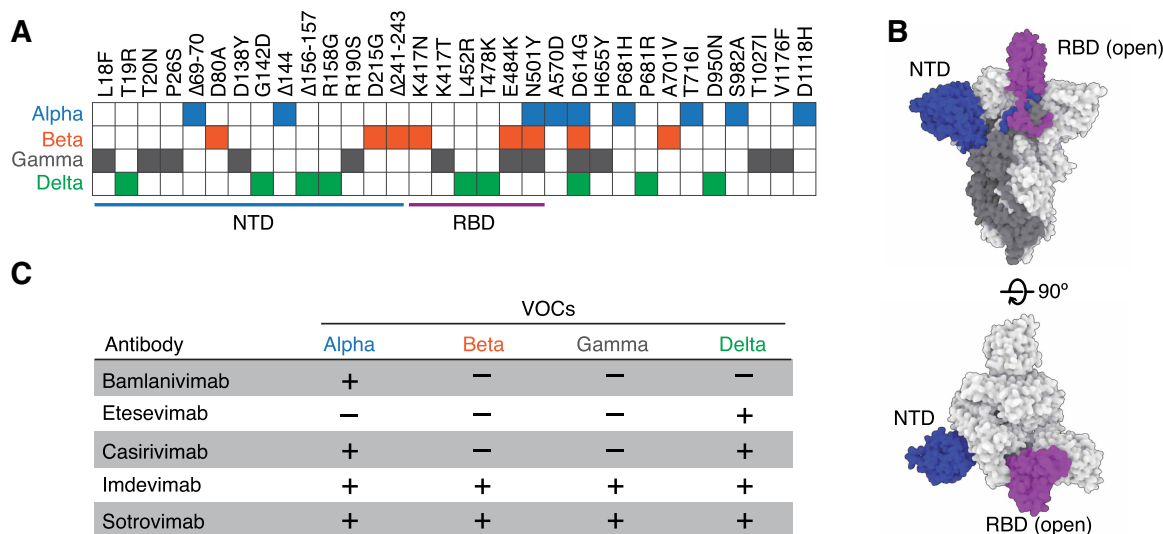 A
L18F
T19R
T20N
P26S
Δ69-70
D80A
D138Y
G142D
Δ144
Δ156-157
R158G
R190S
D215G
Δ241-243
K417N
K417T
L452R
T478K
E484K
N501Y
A570D
D614G
H655Y
P681H
P681R
A701V
T716I
D950N
S982A
T1027I
V1176F
D1118H
Alpha
Beta
Gamma
Delta
NTD
RBD
B
RBD (open)
NTD
90º
NTD
RBD (open)
C
VOCs
Antibody Alpha Beta Gamma Delta
Bamlanivimab + − − −
Etesevimab − − − +
Casirivimab + − − +
Imdevimab + + + +
Sotrovimab + + + +